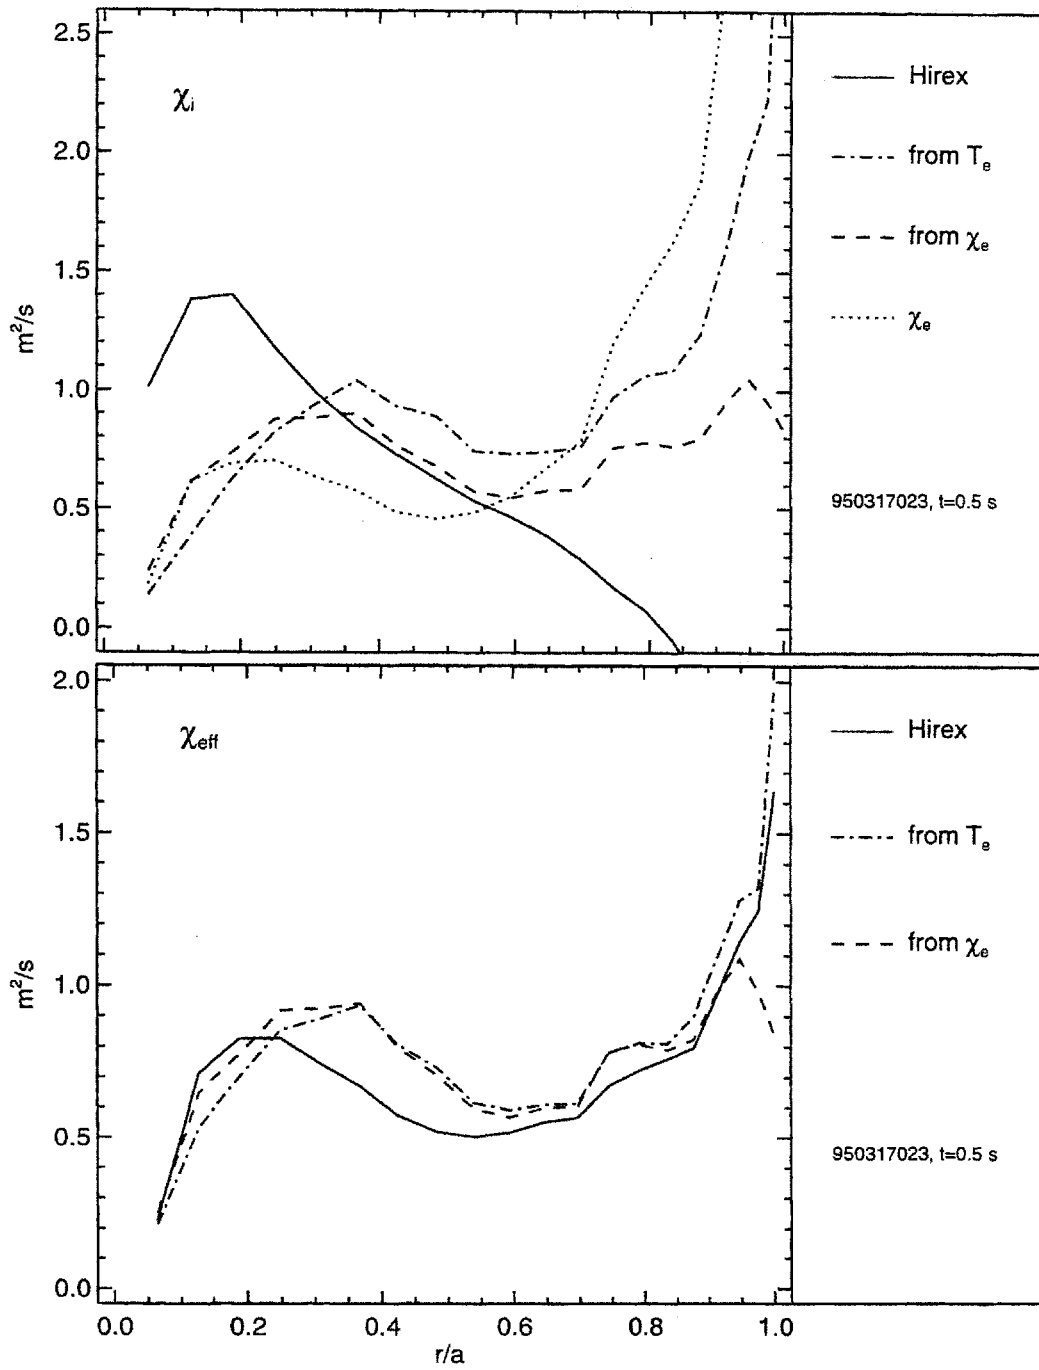 2.5
2.0
1.5
1.0
0.5
0.0
m²/s
χᵢ
Hirex
from Tₑ
from χₑ
χₑ
950317023, t=0.5 s
2.0
1.5
1.0
0.5
0.0
m²/s
χeff
Hirex
from Tₑ
from χₑ
950317023, t=0.5 s
0.0 0.2 0.4 0.6 0.8 1.0
r/a